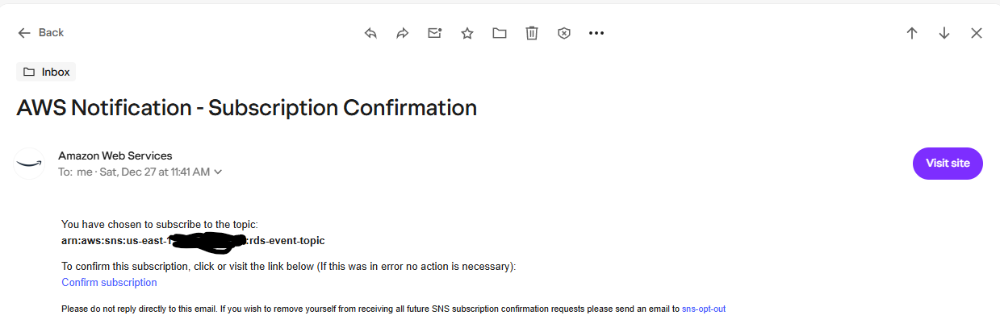 Back
Inbox
AWS Notification - Subscription Confirmation
Amazon Web Services
To: me · Sat, Dec 27 at 11:41 AM
Visit site
You have chosen to subscribe to the topic:
arn:aws:sns:us-east-1 :rds-event-topic
To confirm this subscription, click or visit the link below (If this was in error no action is necessary):
Confirm subscription
Please do not reply directly to this email. If you wish to remove yourself from receiving all future SNS subscription confirmation requests please send an email to sns-opt-out